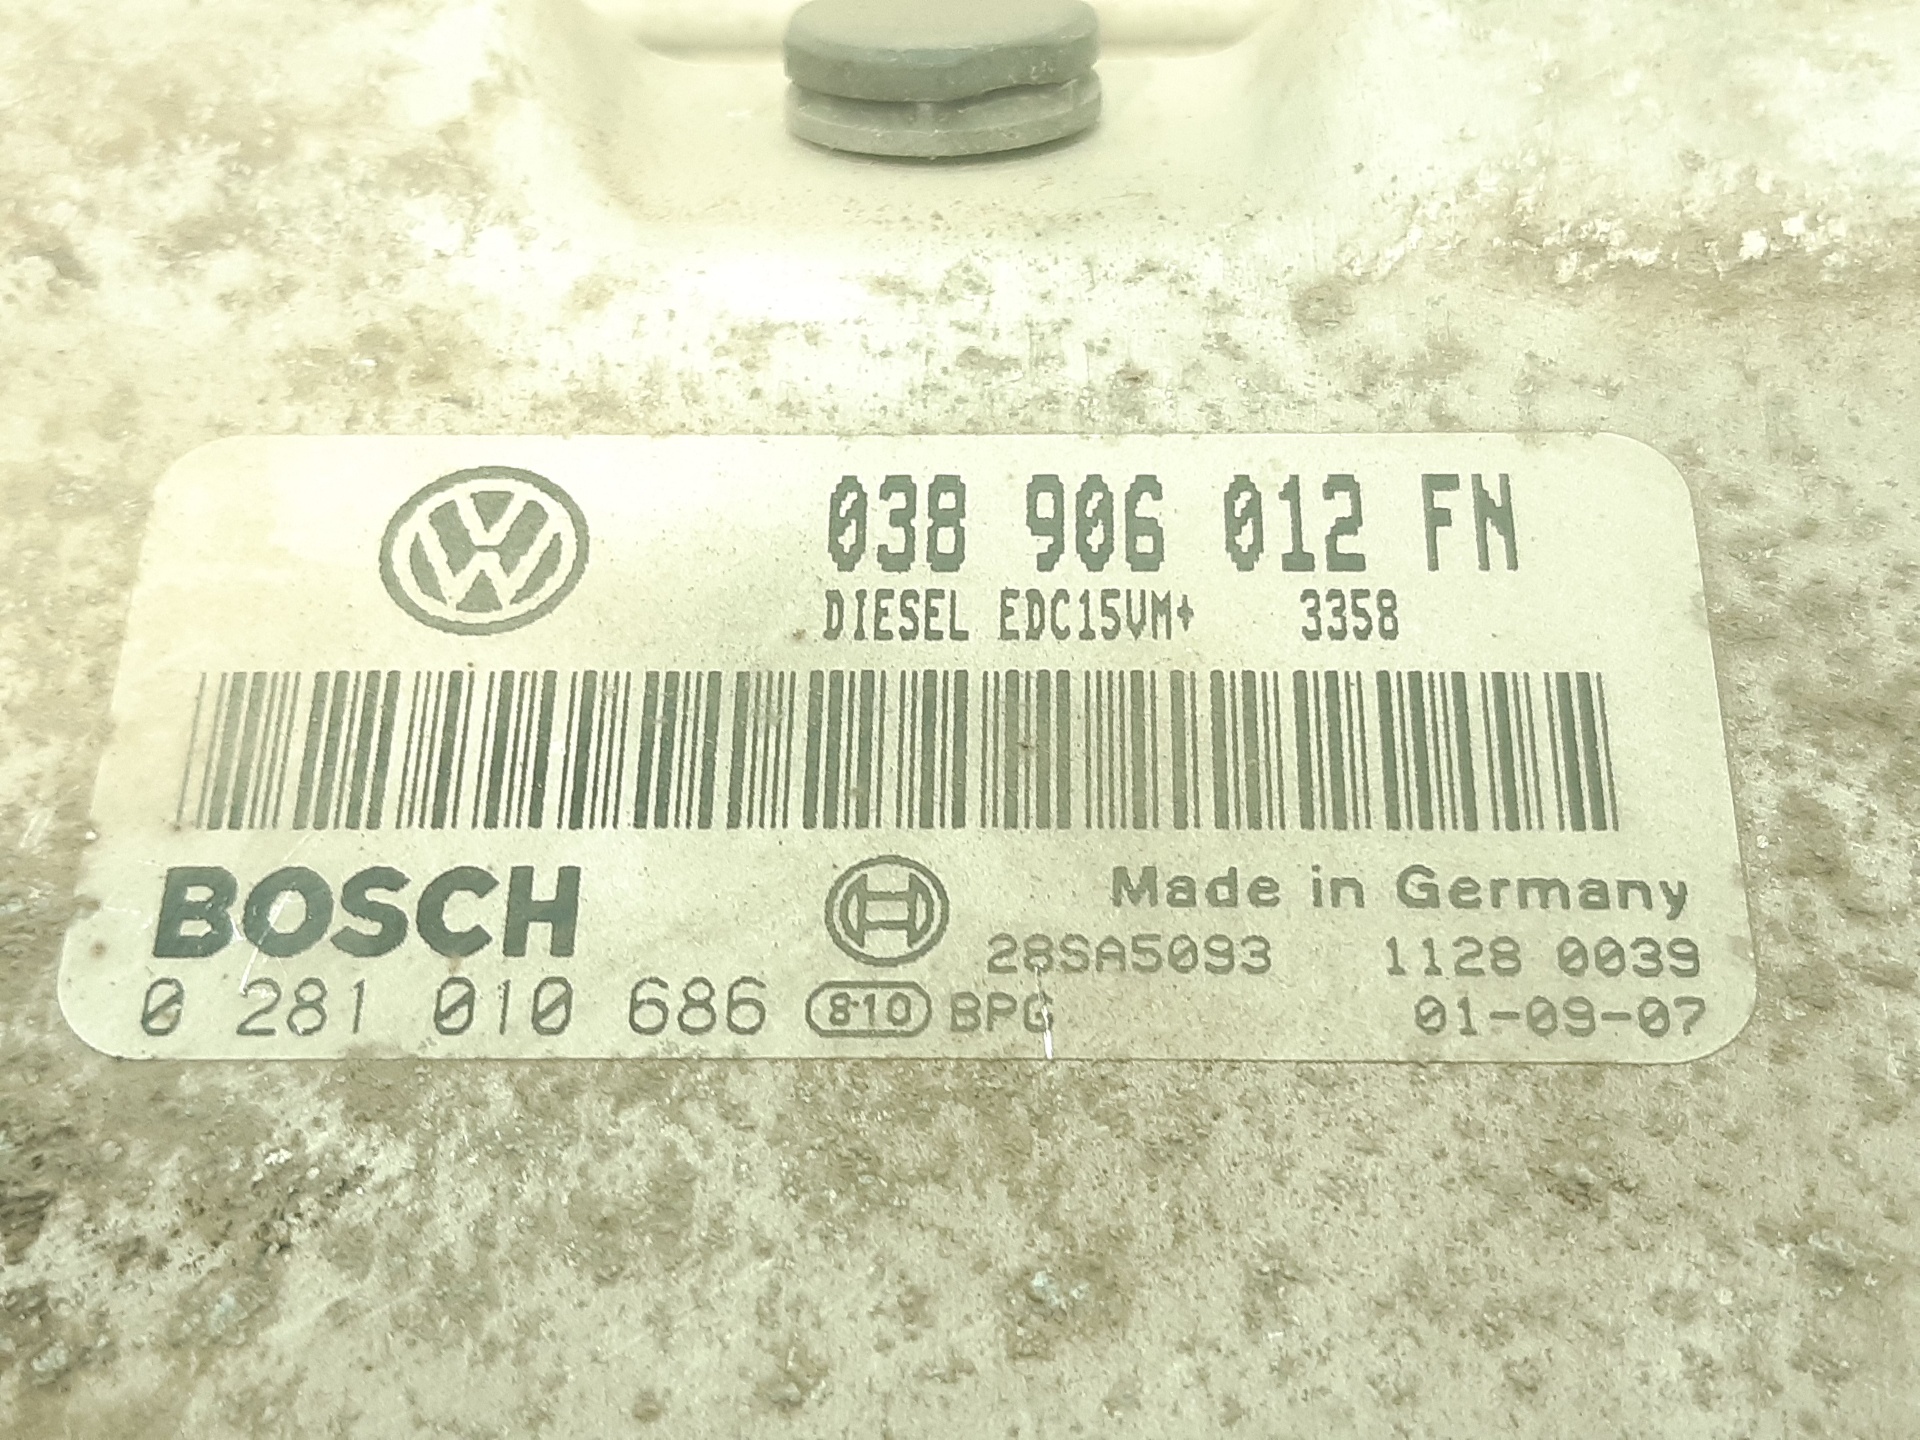 038 906 012 FN
DIESEL EDC15VM+ 3358
BOSCH
Made in Germany
28SA5093 1128 0039
0 281 010 686 810 BPG 01-09-07